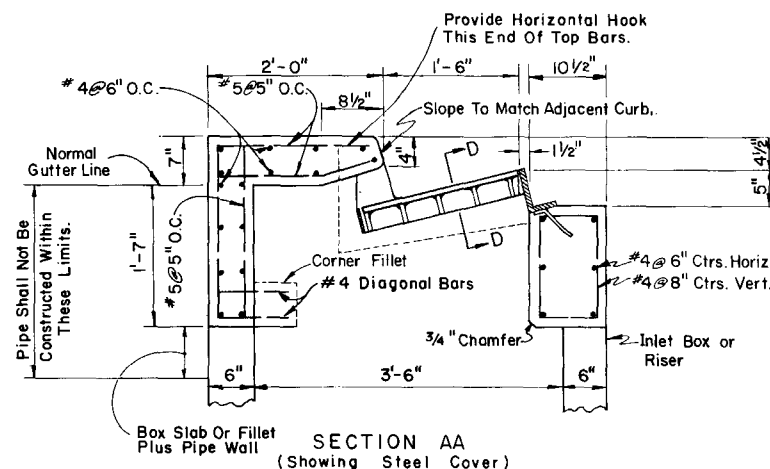 Provide Horizontal Hook
This End Of Top Bars.
2'-0"
1'-6"
10½"
#4@6" O.C.
#5@5" O.C.
8½"
Slope To Match Adjacent Curb.
7"
4"
D
1½"
4½"
5"
Normal
Gutter Line
Pipe Shall Not Be
Constructed Within
These Limits.
1'-7"
#5@5" O.C.
D
Corner Fillet
#4 Diagonal Bars
#4@6" Ctrs. Horiz
#4@8" Ctrs. Vert.
¾" Chamfer
Inlet Box or
Riser
6"
3'-6"
6"
Box Slab Or Fillet
Plus Pipe Wall
SECTION AA
(Showing Steel Cover)